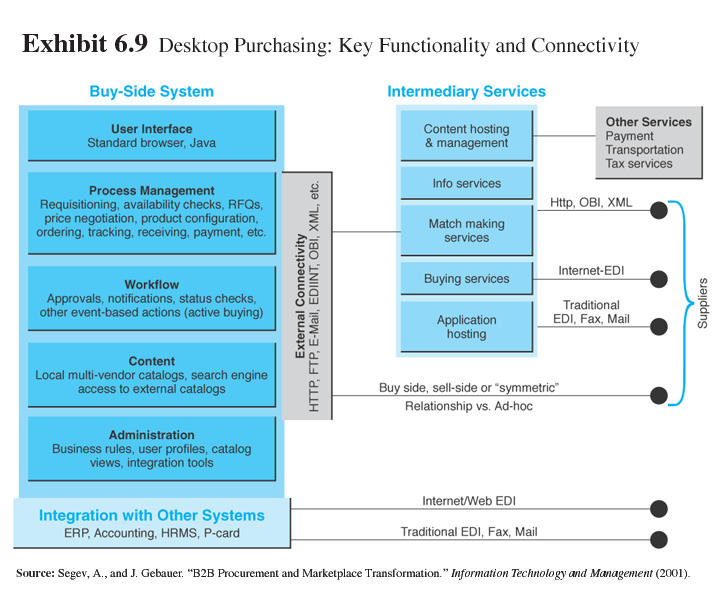 Exhibit 6.9 Desktop Purchasing: Key Functionality and Connectivity
Buy-Side System
User Interface
Standard browser, Java
Process Management
Requisitioning, availability checks, RFQs,
price negotiation, product configuration,
ordering, tracking, receiving, payment, etc.
Workflow
Approvals, notifications, status checks,
other event-based actions (active buying)
Content
Local multi-vendor catalogs, search engine
access to external catalogs
Administration
Business rules, user profiles, catalog
views, integration tools
Integration with Other Systems
ERP, Accounting, HRMS, P-card
External Connectivity
HTTP, FTP, E-Mail, EDIINT, OBI, XML, etc.
Intermediary Services
Content hosting
& management
Info services
Match making
services
Buying services
Application
hosting
Other Services
Payment
Transportation
Tax services
Http, OBI, XML
Internet-EDI
Traditional
EDI, Fax, Mail
Buy side, sell-side or “symmetric”
Relationship vs. Ad-hoc
Suppliers
Internet/Web EDI
Traditional EDI, Fax, Mail
Source: Segev, A., and J. Gebauer. “B2B Procurement and Marketplace Transformation.” Information Technology and Management (2001).